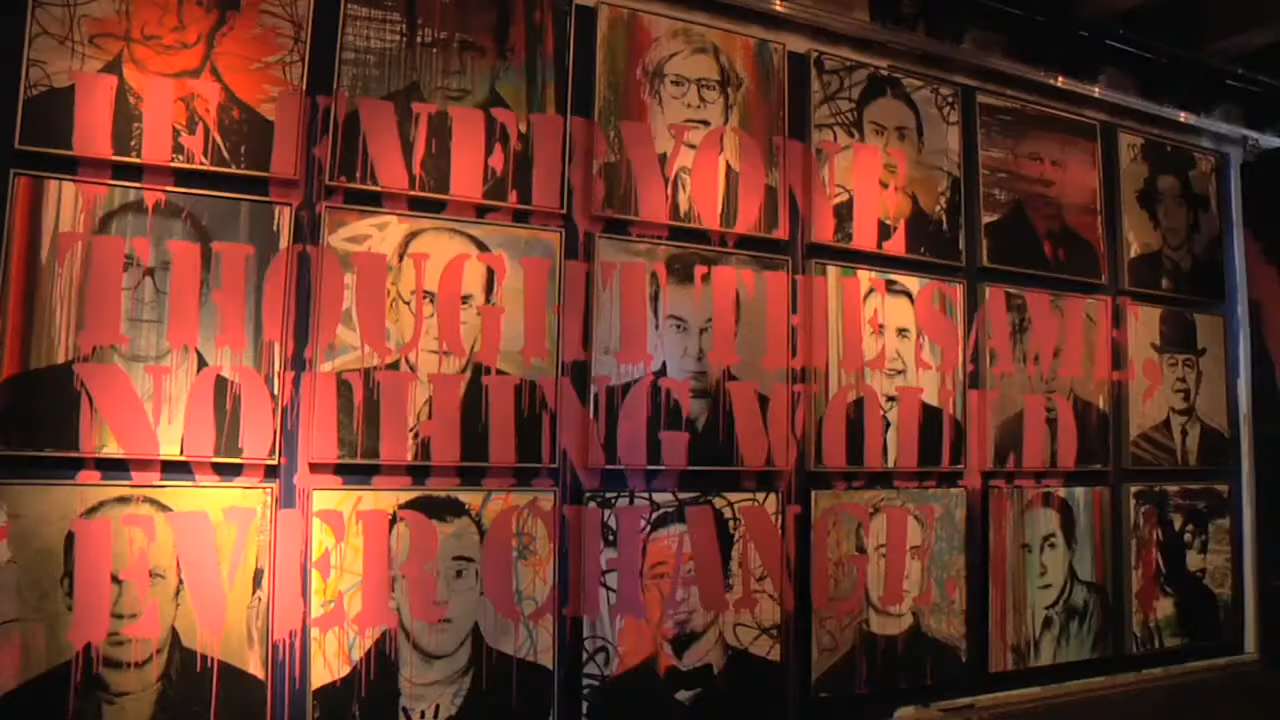 IF EVERYONE
THOUGHT THE SAME,
NOTHING WOULD
EVER CHANGE.